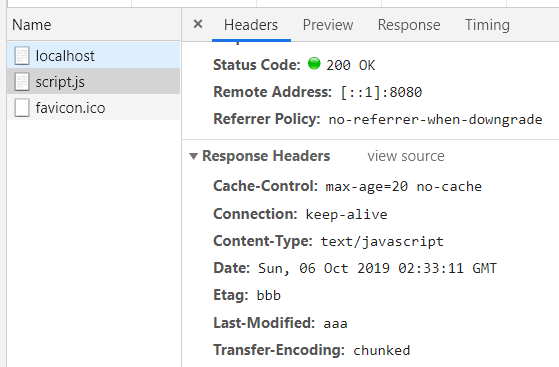 Name
Headers Preview Response Timing
localhost
script.js
favicon.ico
Status Code: 200 OK
Remote Address: [::1]:8080
Referrer Policy: no-referrer-when-downgrade
Response Headers view source
Cache-Control: max-age=20 no-cache
Connection: keep-alive
Content-Type: text/javascript
Date: Sun, 06 Oct 2019 02:33:11 GMT
Etag: bbb
Last-Modified: aaa
Transfer-Encoding: chunked